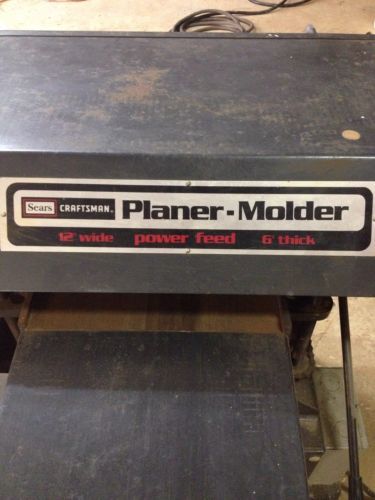 Sears CRAFTSMAN. Planer-Molder
12" wide power feed 6" thick